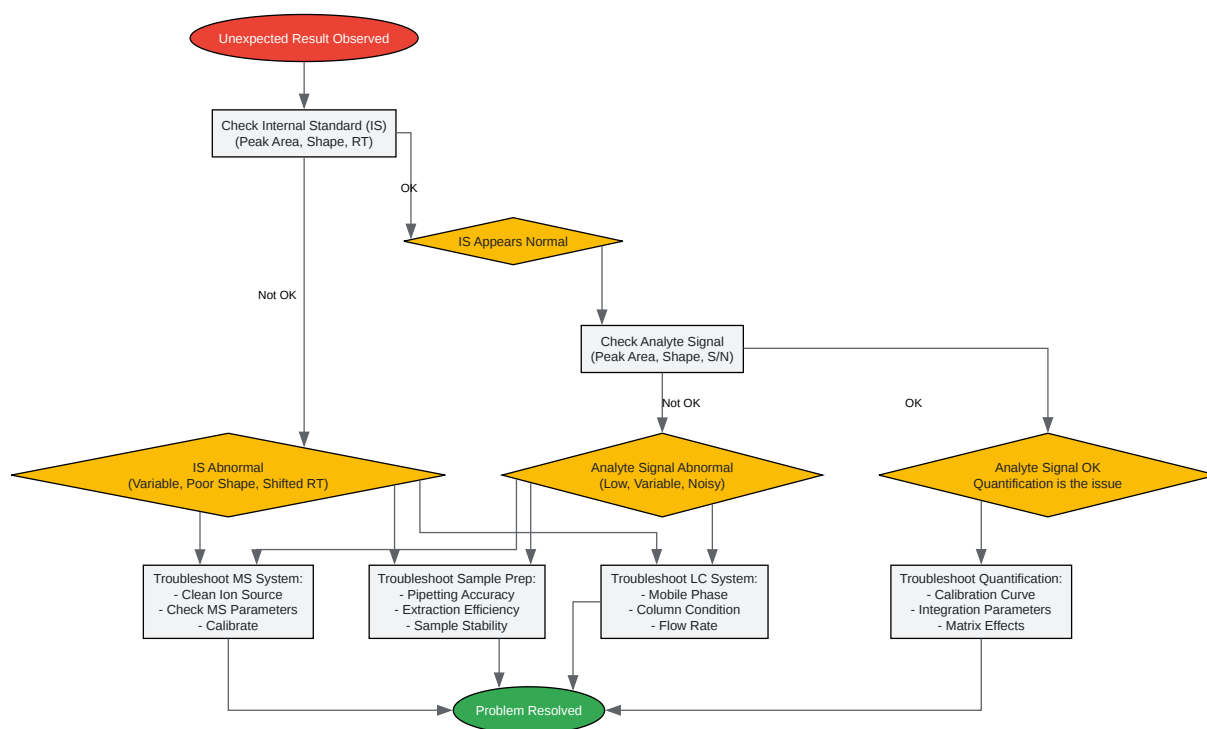 Unexpected Result Observed
Check Internal Standard (IS)
(Peak Area, Shape, RT)
OK
IS Appears Normal
Not OK
Check Analyte Signal
(Peak Area, Shape, S/N)
Not OK
OK
IS Abnormal
(Variable, Poor Shape, Shifted RT)
Analyte Signal Abnormal
(Low, Variable, Noisy)
Analyte Signal OK
Quantification is the issue
Troubleshoot MS System:
- Clean Ion Source
- Check MS Parameters
- Calibrate
Troubleshoot Sample Prep:
- Pipetting Accuracy
- Extraction Efficiency
- Sample Stability
Troubleshoot LC System:
- Mobile Phase
- Column Condition
- Flow Rate
Troubleshoot Quantification:
- Calibration Curve
- Integration Parameters
- Matrix Effects
Problem Resolved